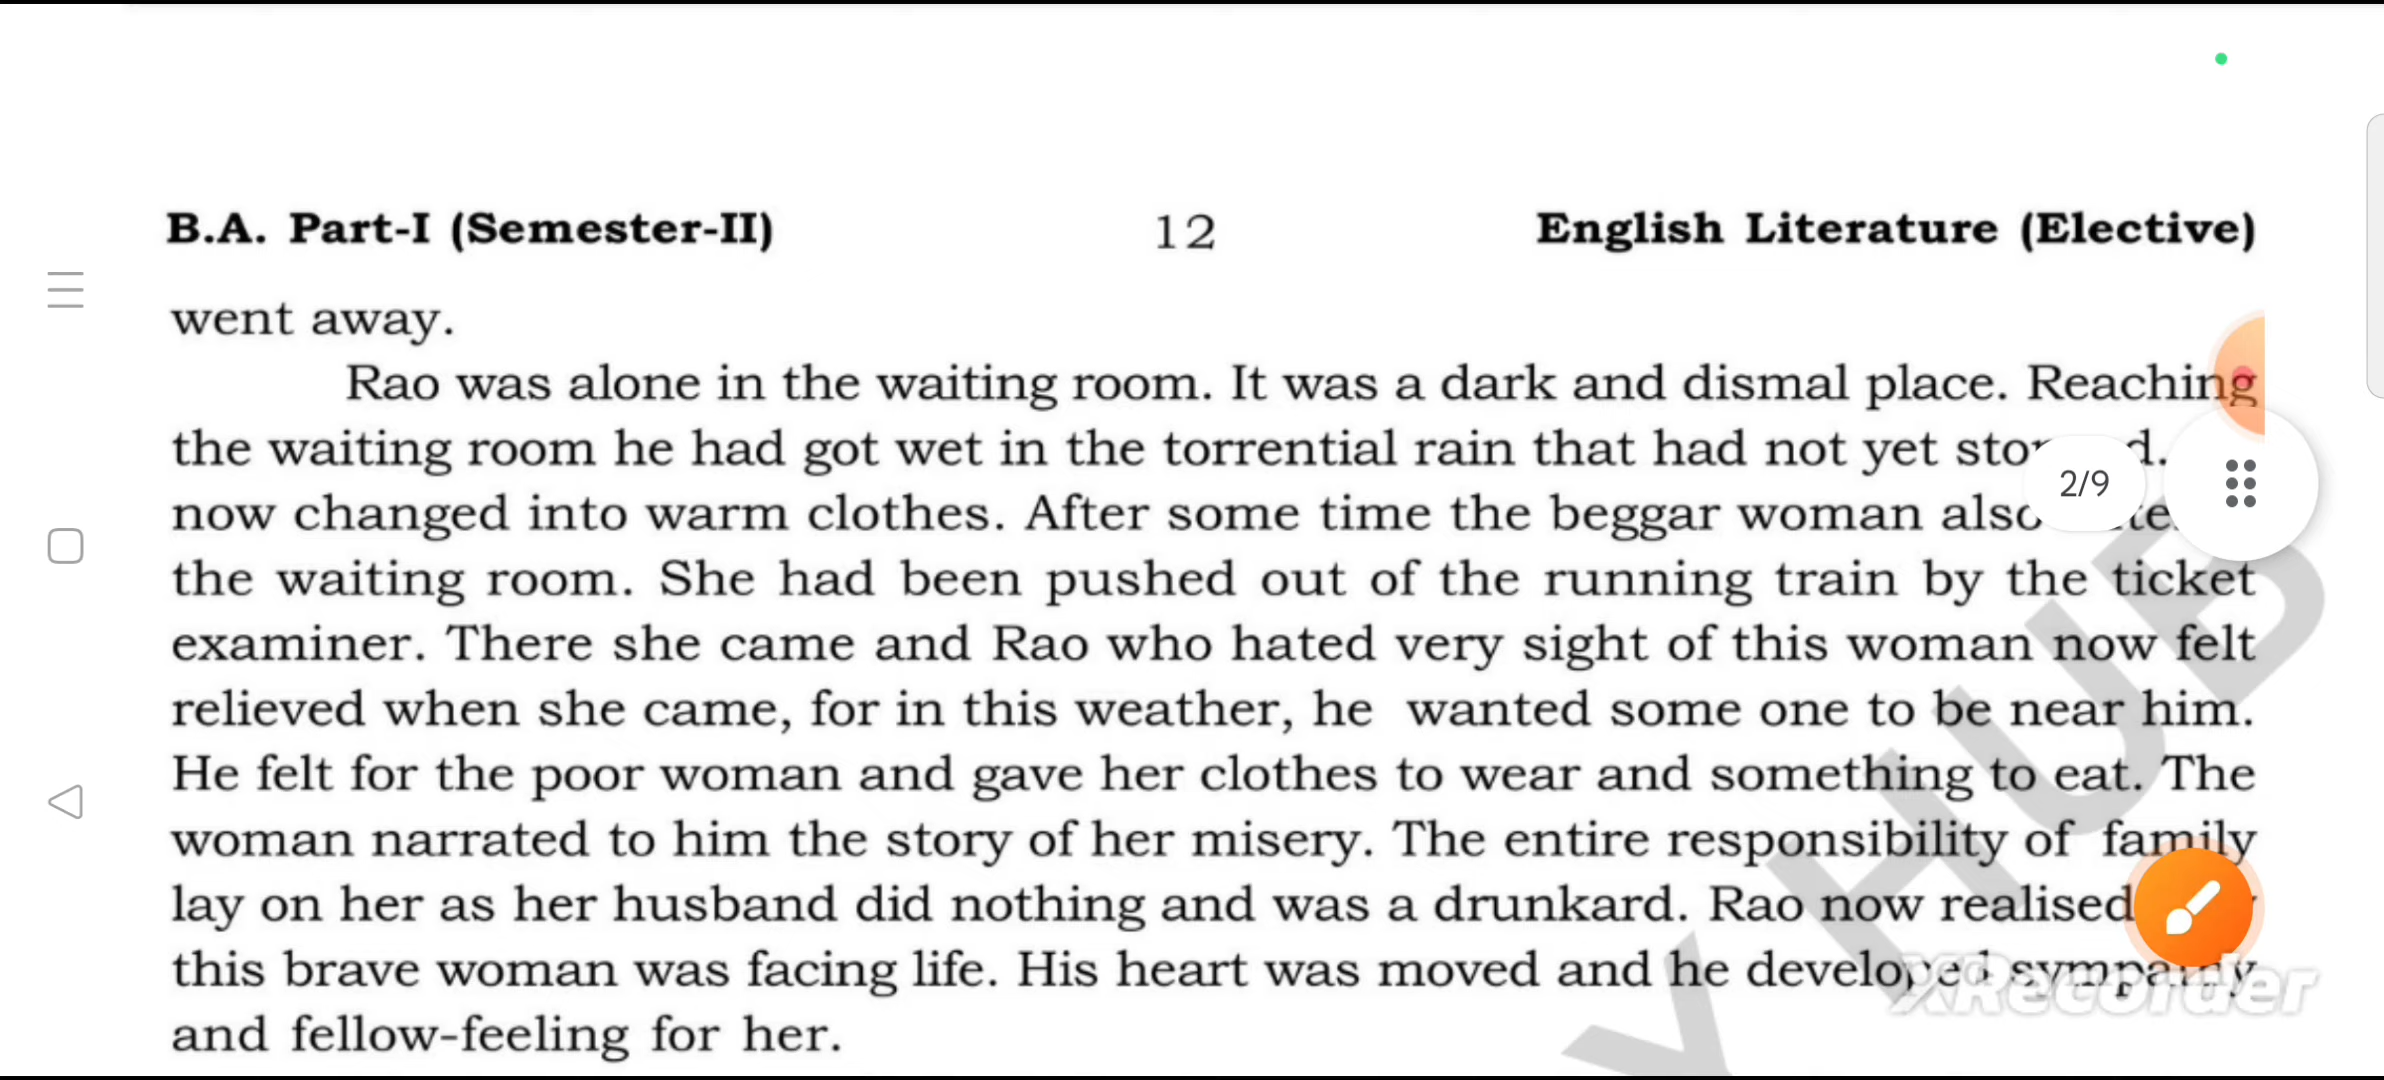 B.A. Part-I (Semester-II) 12 English Literature (Elective)
went away.
Rao was alone in the waiting room. It was a dark and dismal place. Reaching
the waiting room he had got wet in the torrential rain that had not yet
now changed into warm clothes. After some time the beggar woman also
2/9
the waiting room. She had been pushed out of the running train by the ticket
examiner. There she came and Rao who hated very sight of this woman now felt
relieved when she came, for in this weather, he wanted some one to be near him.
He felt for the poor woman and gave her clothes to wear and something to eat. The
woman narrated to him the story of her misery. The entire responsibility of family
lay on her as her husband did nothing and was a drunkard. Rao now realised
this brave woman was facing life. His heart was moved and he developed sympathy
and fellow-feeling for her.
XRecorder